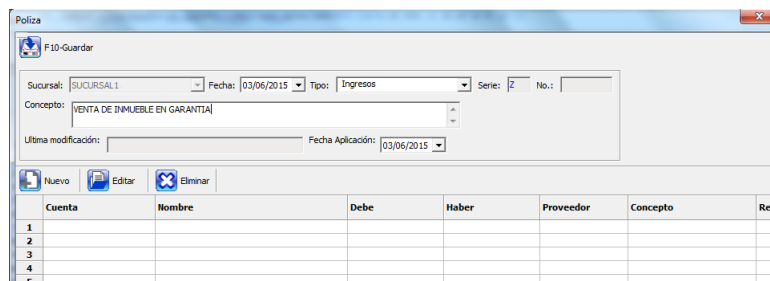 Poliza
F10-Guardar
Sucursal: SUCURSAL1 Fecha: 03/06/2015 Tipo: Ingresos Serie: Z No.:
Concepto: VENTA DE INMUEBLE EN GARANTIA
Ultima modificación: Fecha Aplicación: 03/06/2015
Nuevo Editar Eliminar
Cuenta Nombre Debe Haber Proveedor Concepto Re
1
2
3
4
5